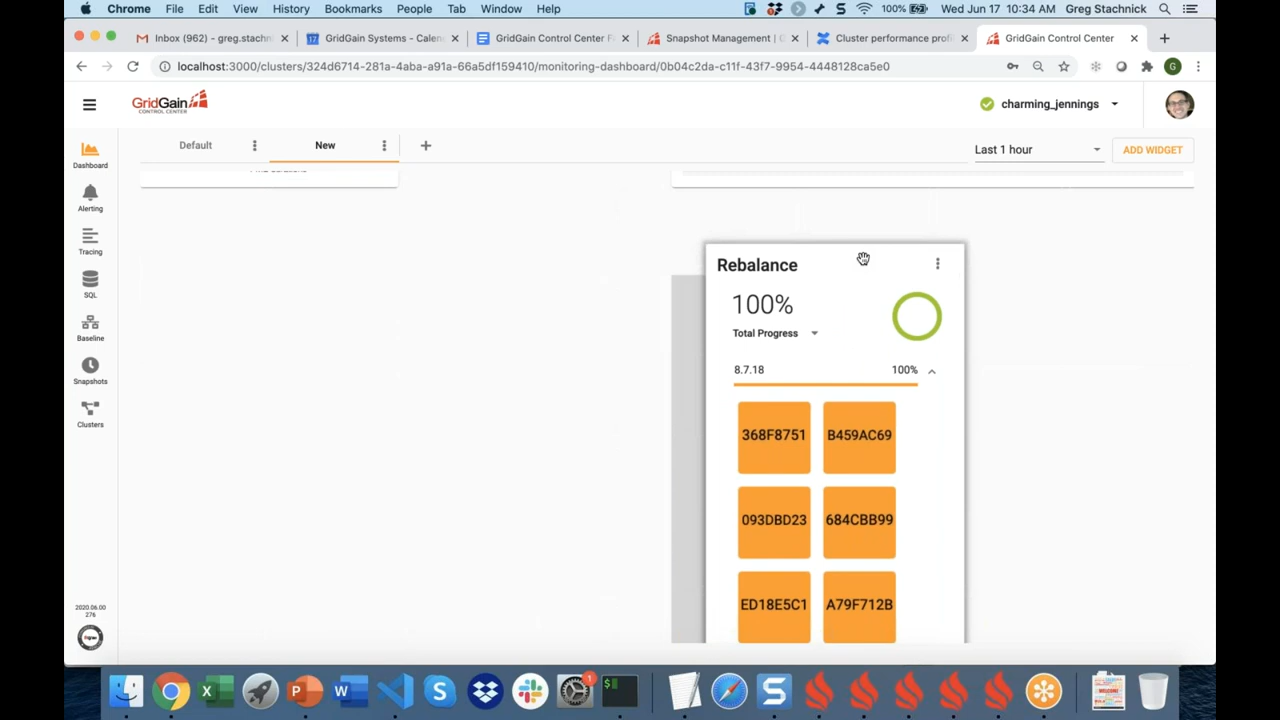 Chrome File Edit View History Bookmarks People Tab Window Help 100% Wed Jun 17 10:34 AM Greg Stachnick
Inbox (962) - greg.stachni
GridGain Systems - Calen
GridGain Control Center F
Snapshot Management | G
Cluster performance profi
GridGain Control Center
localhost:3000/clusters/324d6714-281a-4aba-a91a-66a5df159410/monitoring-dashboard/0b04c2da-c11f-43f7-9954-4448128ca5e0
G
GridGain
CONTROL CENTER
charming_jennings
Dashboard
Alerting
Tracing
SQL
Baseline
Snapshots
Clusters
2020.06.00
276
Default
New
Last 1 hour
ADD WIDGET
Rebalance
100%
Total Progress
8.7.18 100%
368F8751 B459AC69
093DBD23 684CBB99
ED18E5C1 A79F712B